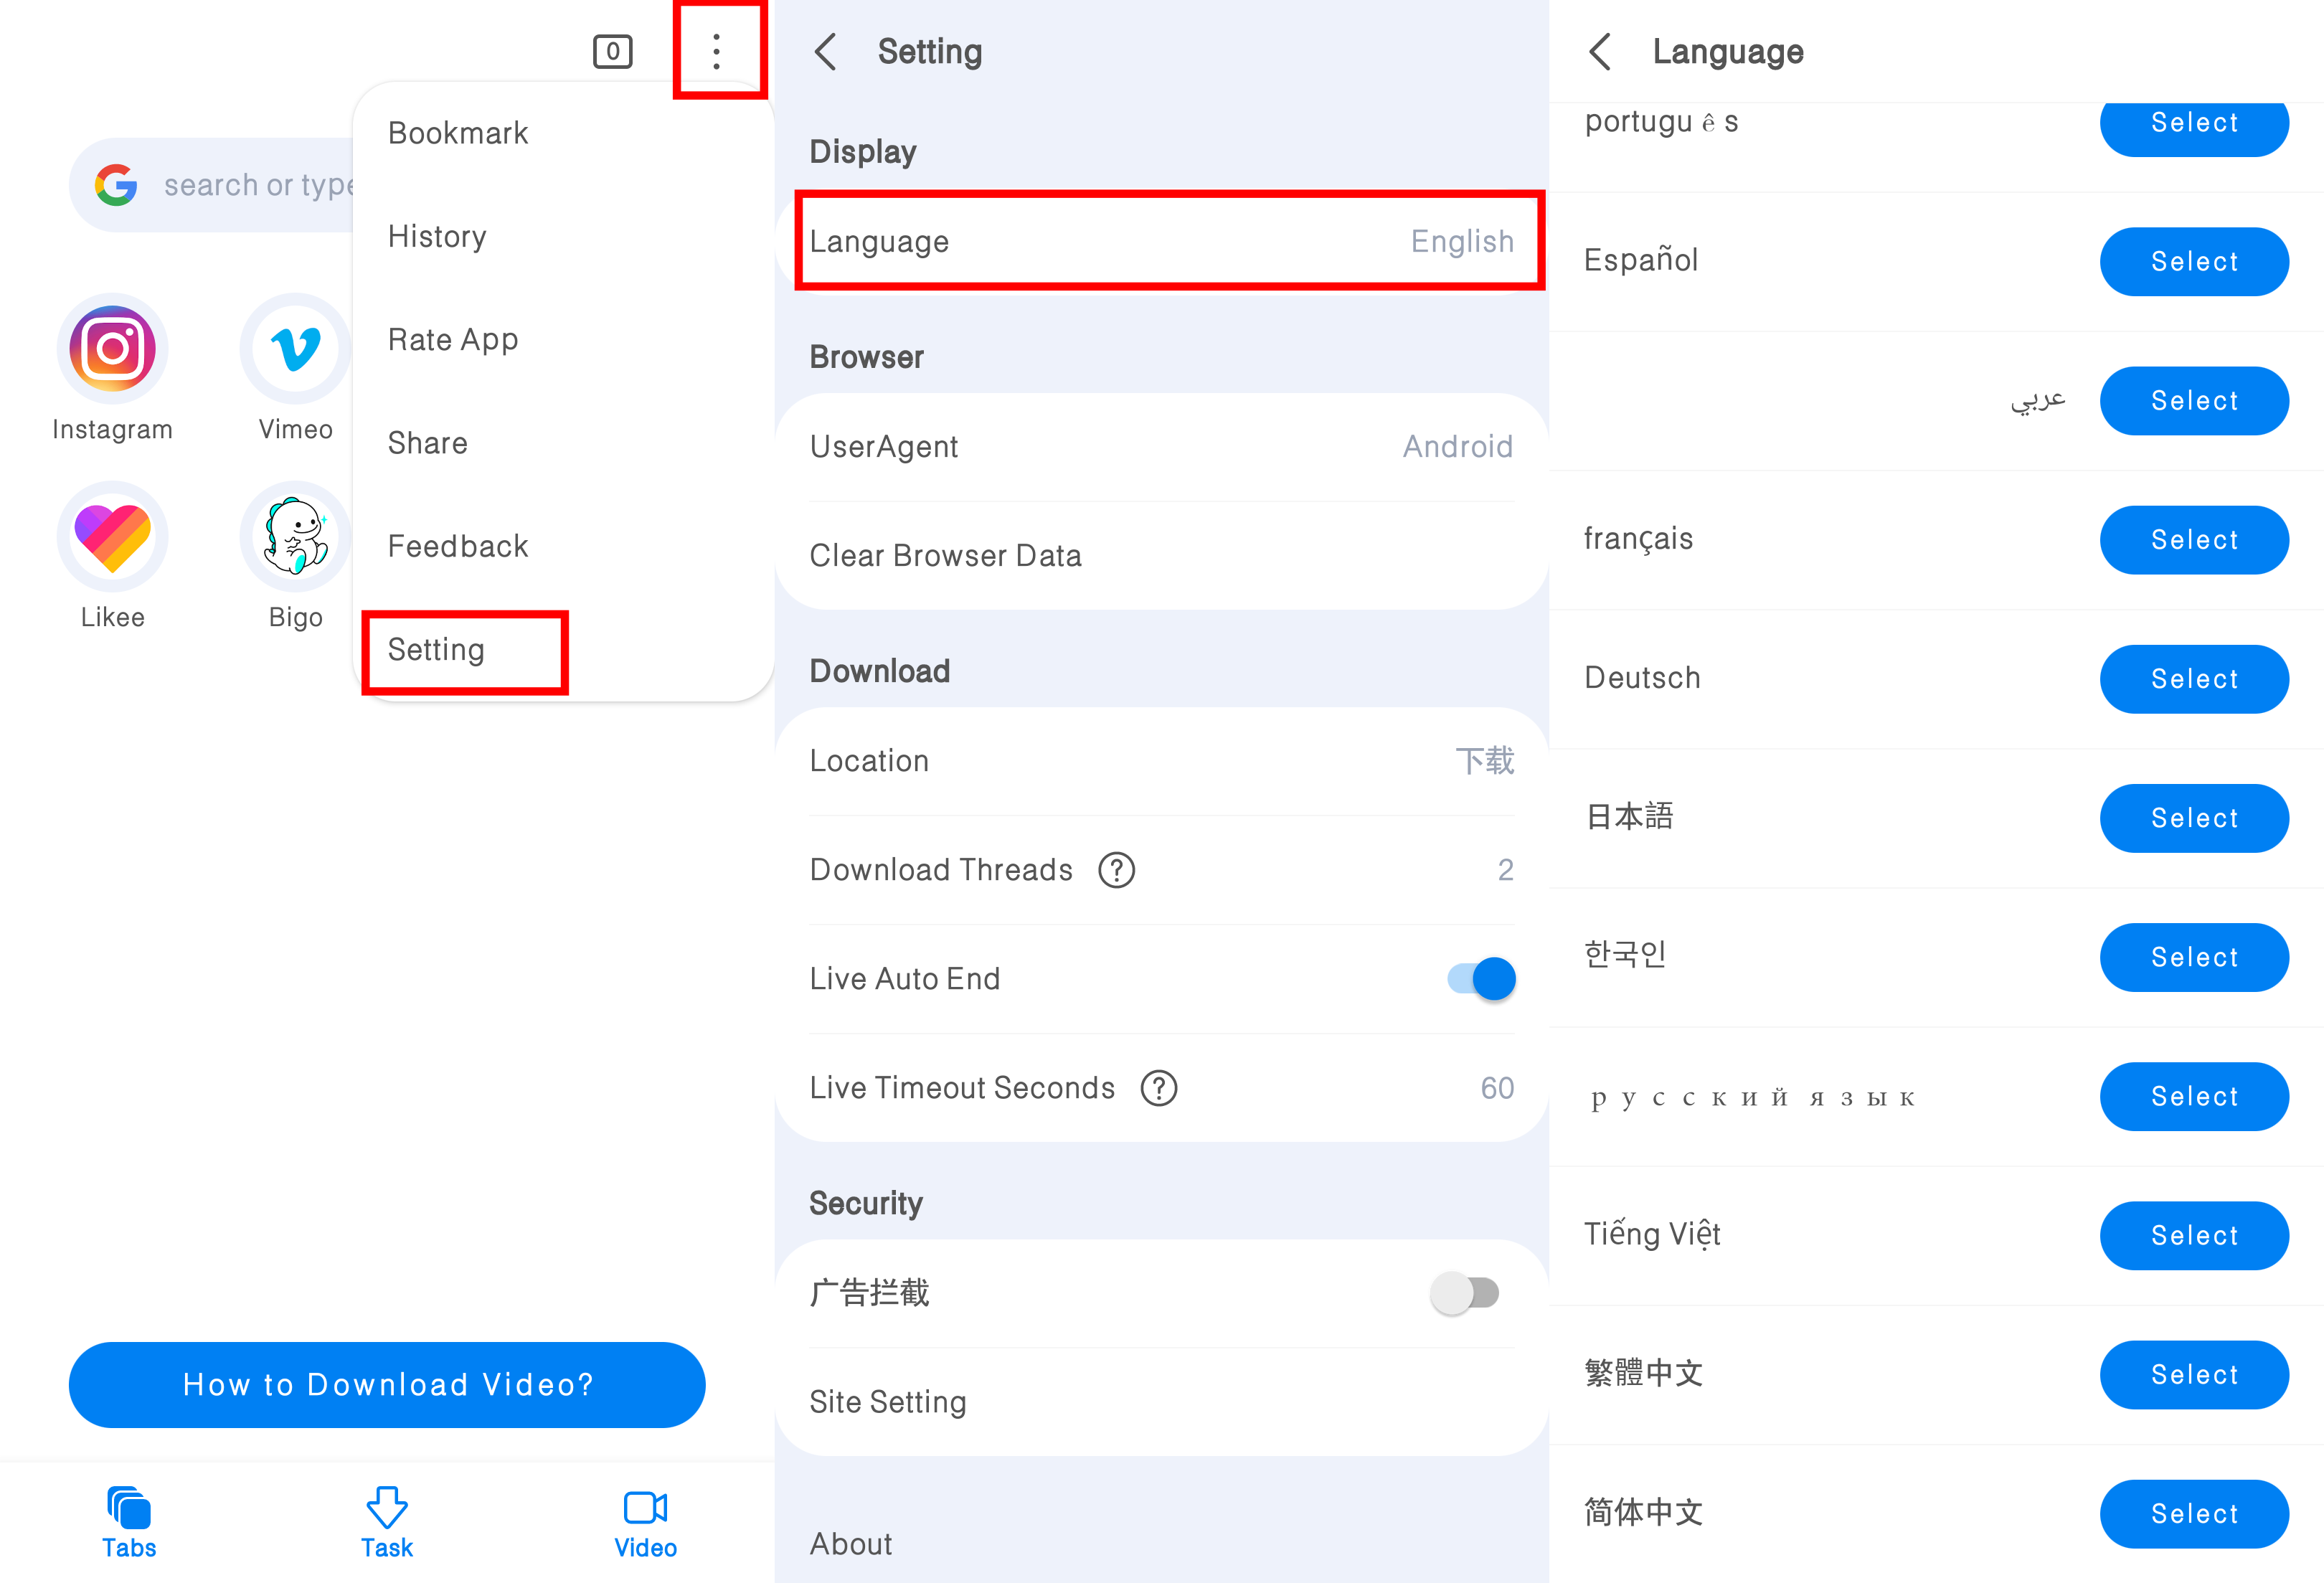 0
Bookmark
search or type
History
Rate App
Instagram
Vimeo
Share
Feedback
Likee
Bigo
Setting
How to Download Video?
Tabs
Task
Video
Setting
Display
Language
English
Browser
UserAgent
Android
Clear Browser Data
Download
Location
下载
Download Threads ?
2
Live Auto End
Live Timeout Seconds ?
60
Security
广告拦截
Site Setting
About
Language
português
Select
Español
Select
عربي
Select
français
Select
Deutsch
Select
日本語
Select
한국인
Select
русский язык
Select
Tiếng Việt
Select
繁體中文
Select
简体中文
Select